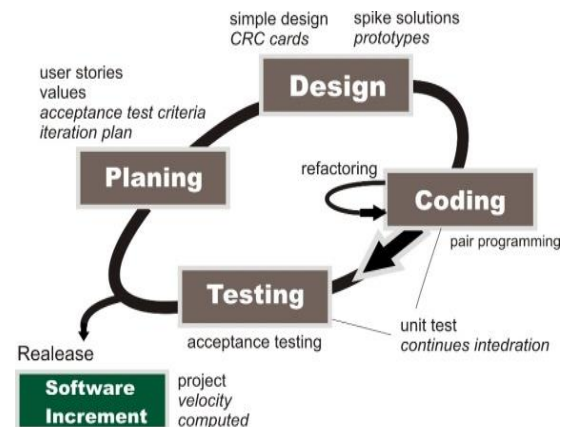 simple design
CRC cards
spike solutions
prototypes
Design
user stories
values
acceptance test criteria
iteration plan
Planing
refactoring
Coding
pair programming
Testing
acceptance testing
unit test
continues intedration
Realease
Software
Increment
project
velocity
computed